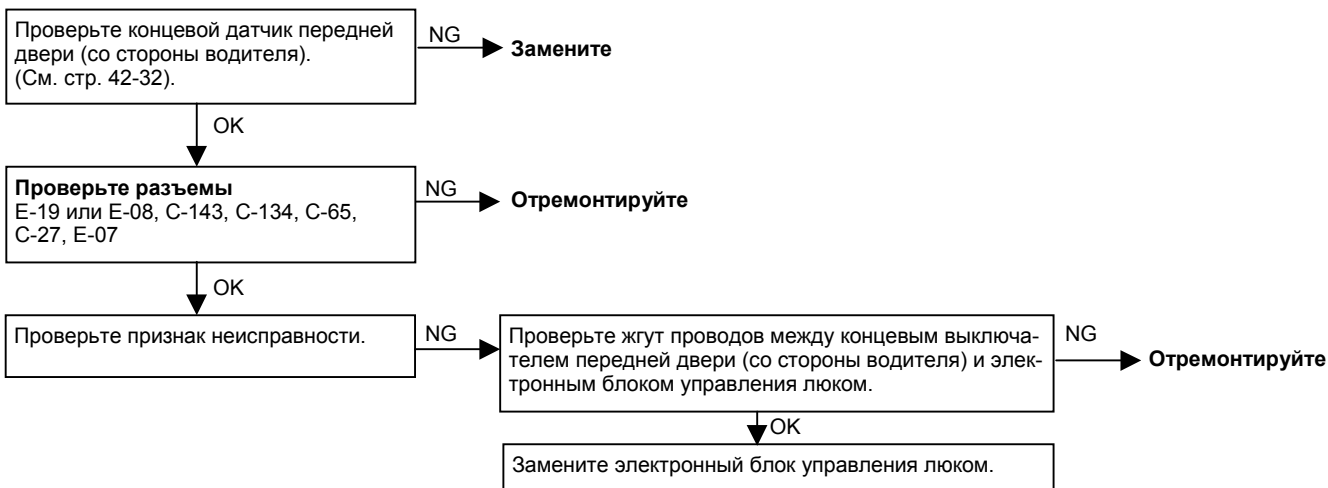 Проверьте концевой датчик передней
двери (со стороны водителя).
(См. стр. 42-32).
NG
Замените
OK
Проверьте разъемы
Е-19 или Е-08, С-143, С-134, С-65,
С-27, Е-07
NG
Отремонтируйте
OK
Проверьте признак неисправности.
NG
Проверьте жгут проводов между концевым выключа-
телем передней двери (со стороны водителя) и элек-
тронным блоком управления люком.
NG
Отремонтируйте
OK
Замените электронный блок управления люком.